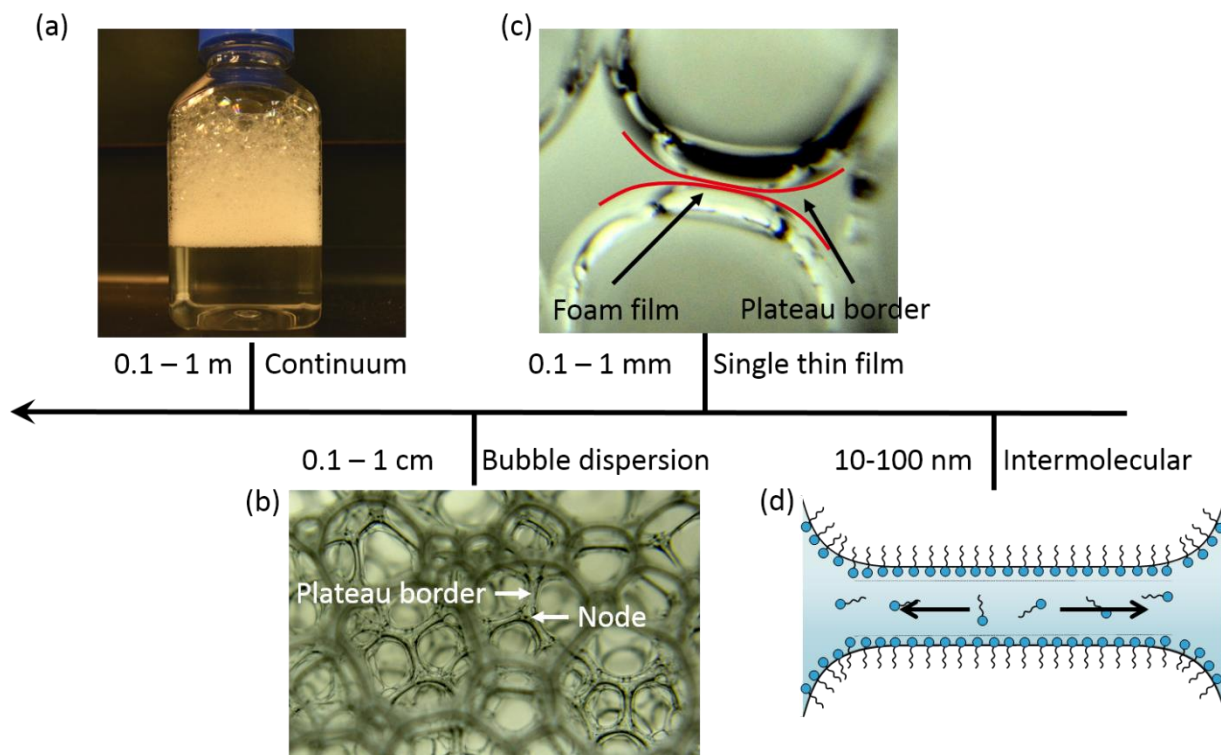 (a)
(c)
Foam film
Plateau border
0.1 – 1 m
Continuum
0.1 – 1 mm
Single thin film
0.1 – 1 cm
Bubble dispersion
10-100 nm
Intermolecular
(b)
(d)
Plateau border
Node